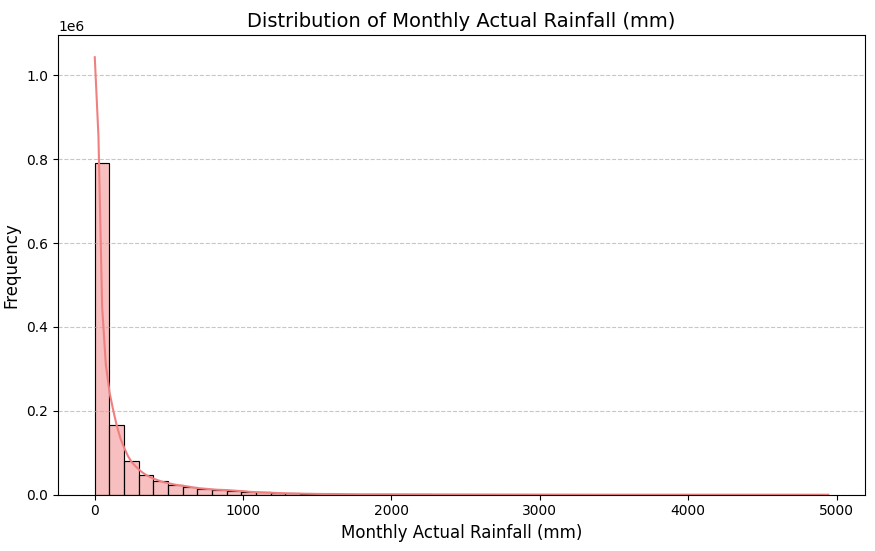 Distribution of Monthly Actual Rainfall (mm)
1e6
1.0
0.8
0.6
0.4
0.2
0.0
Frequency
0 1000 2000 3000 4000 5000
Monthly Actual Rainfall (mm)